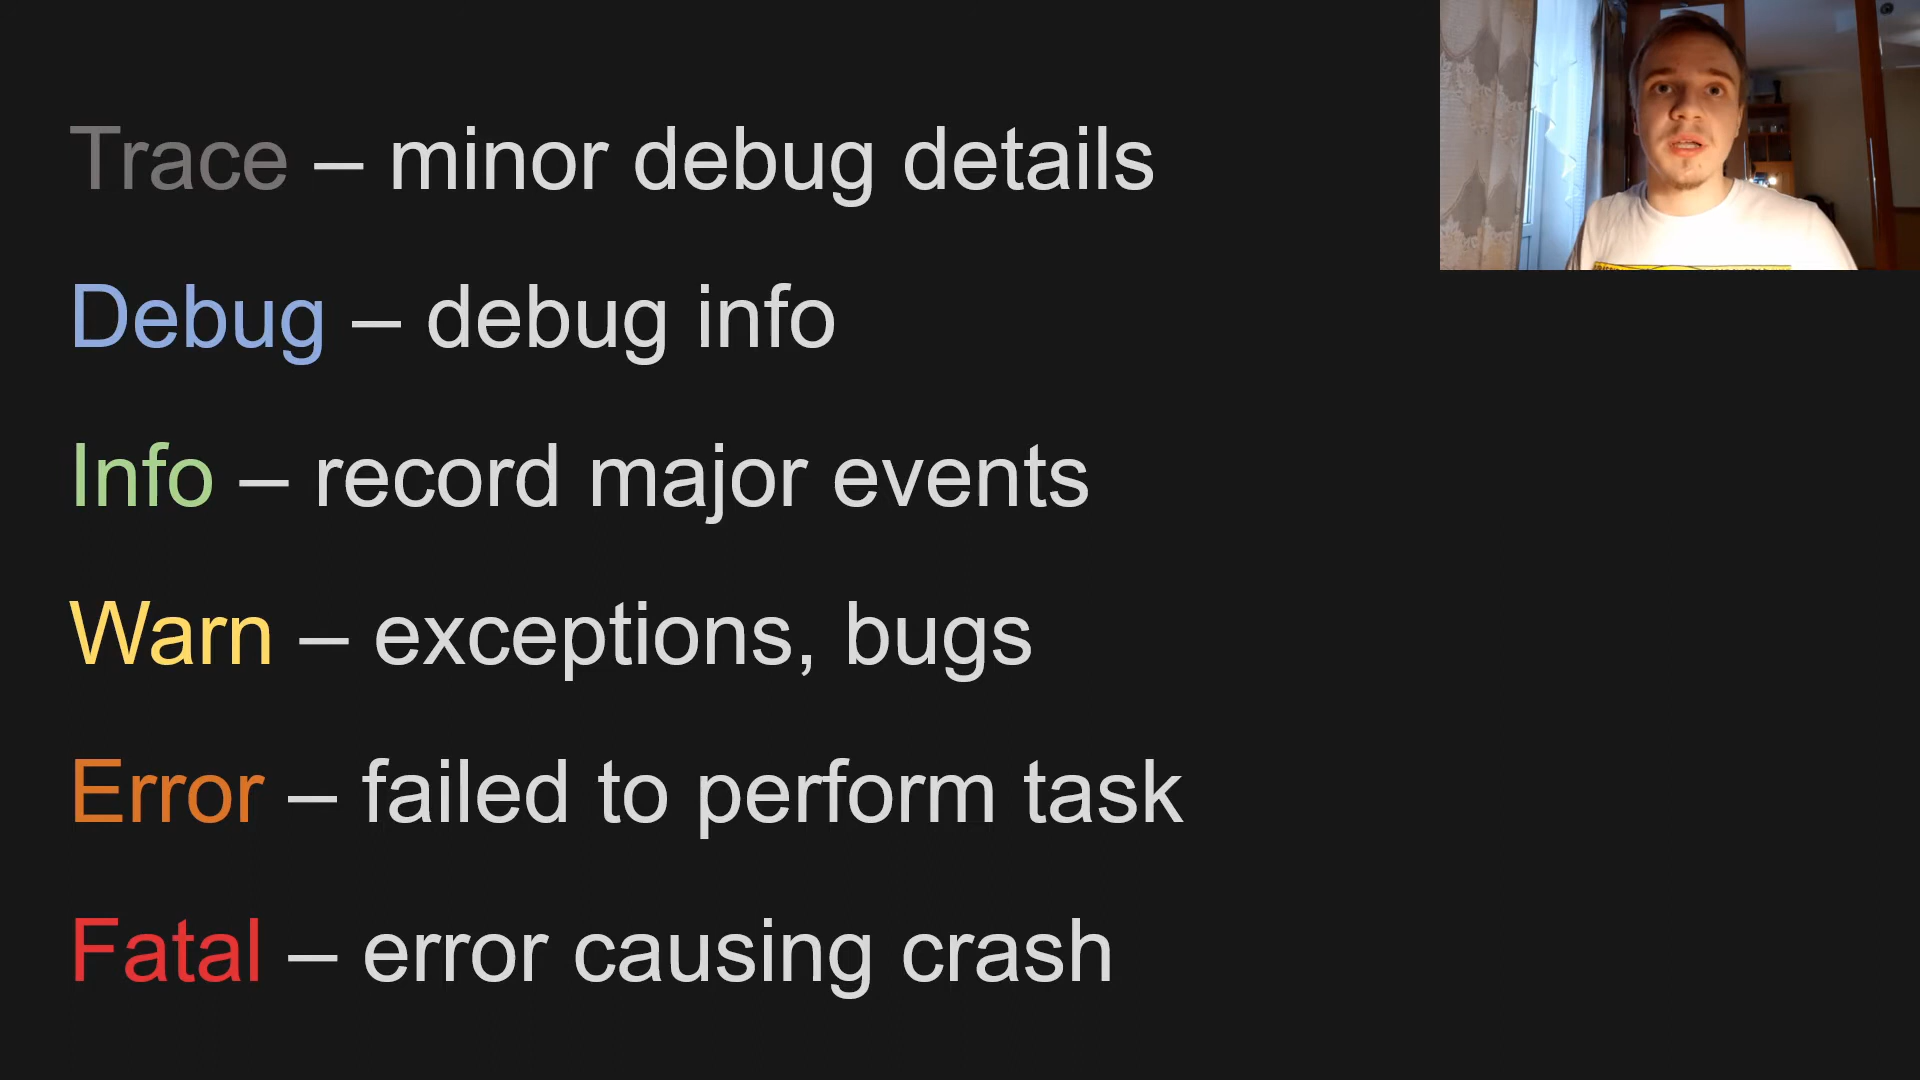 Trace – minor debug details
Debug – debug info
Info – record major events
Warn – exceptions, bugs
Error – failed to perform task
Fatal – error causing crash